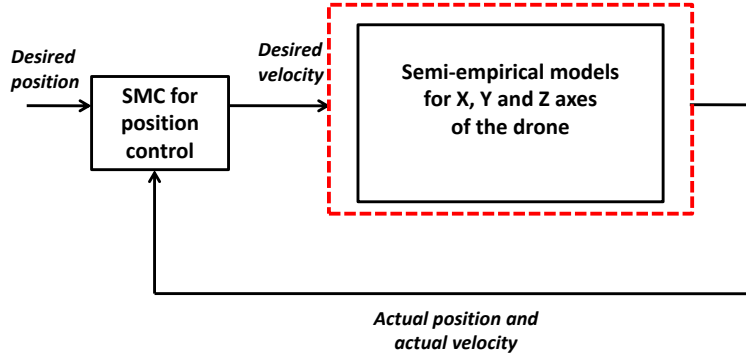 Desired
position
SMC for
position
control
Desired
velocity
Semi-empirical models
for X, Y and Z axes
of the drone
Actual position and
actual velocity